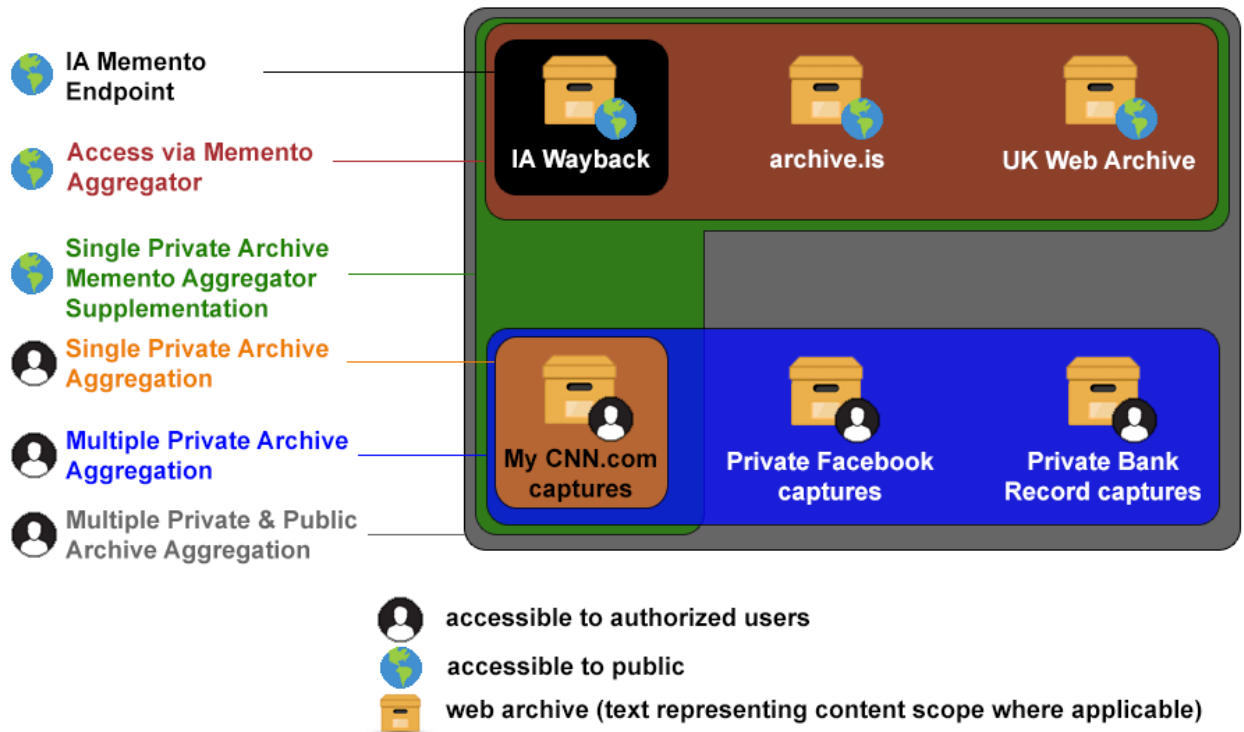 IA Memento
Endpoint
Access via Memento
Aggregator
Single Private Archive
Memento Aggregator
Supplementation
Single Private Archive
Aggregation
Multiple Private Archive
Aggregation
Multiple Private & Public
Archive Aggregation
IA Wayback
archive.is
UK Web Archive
My CNN.com
captures
Private Facebook
captures
Private Bank
Record captures
accessible to authorized users
accessible to public
web archive (text representing content scope where applicable)